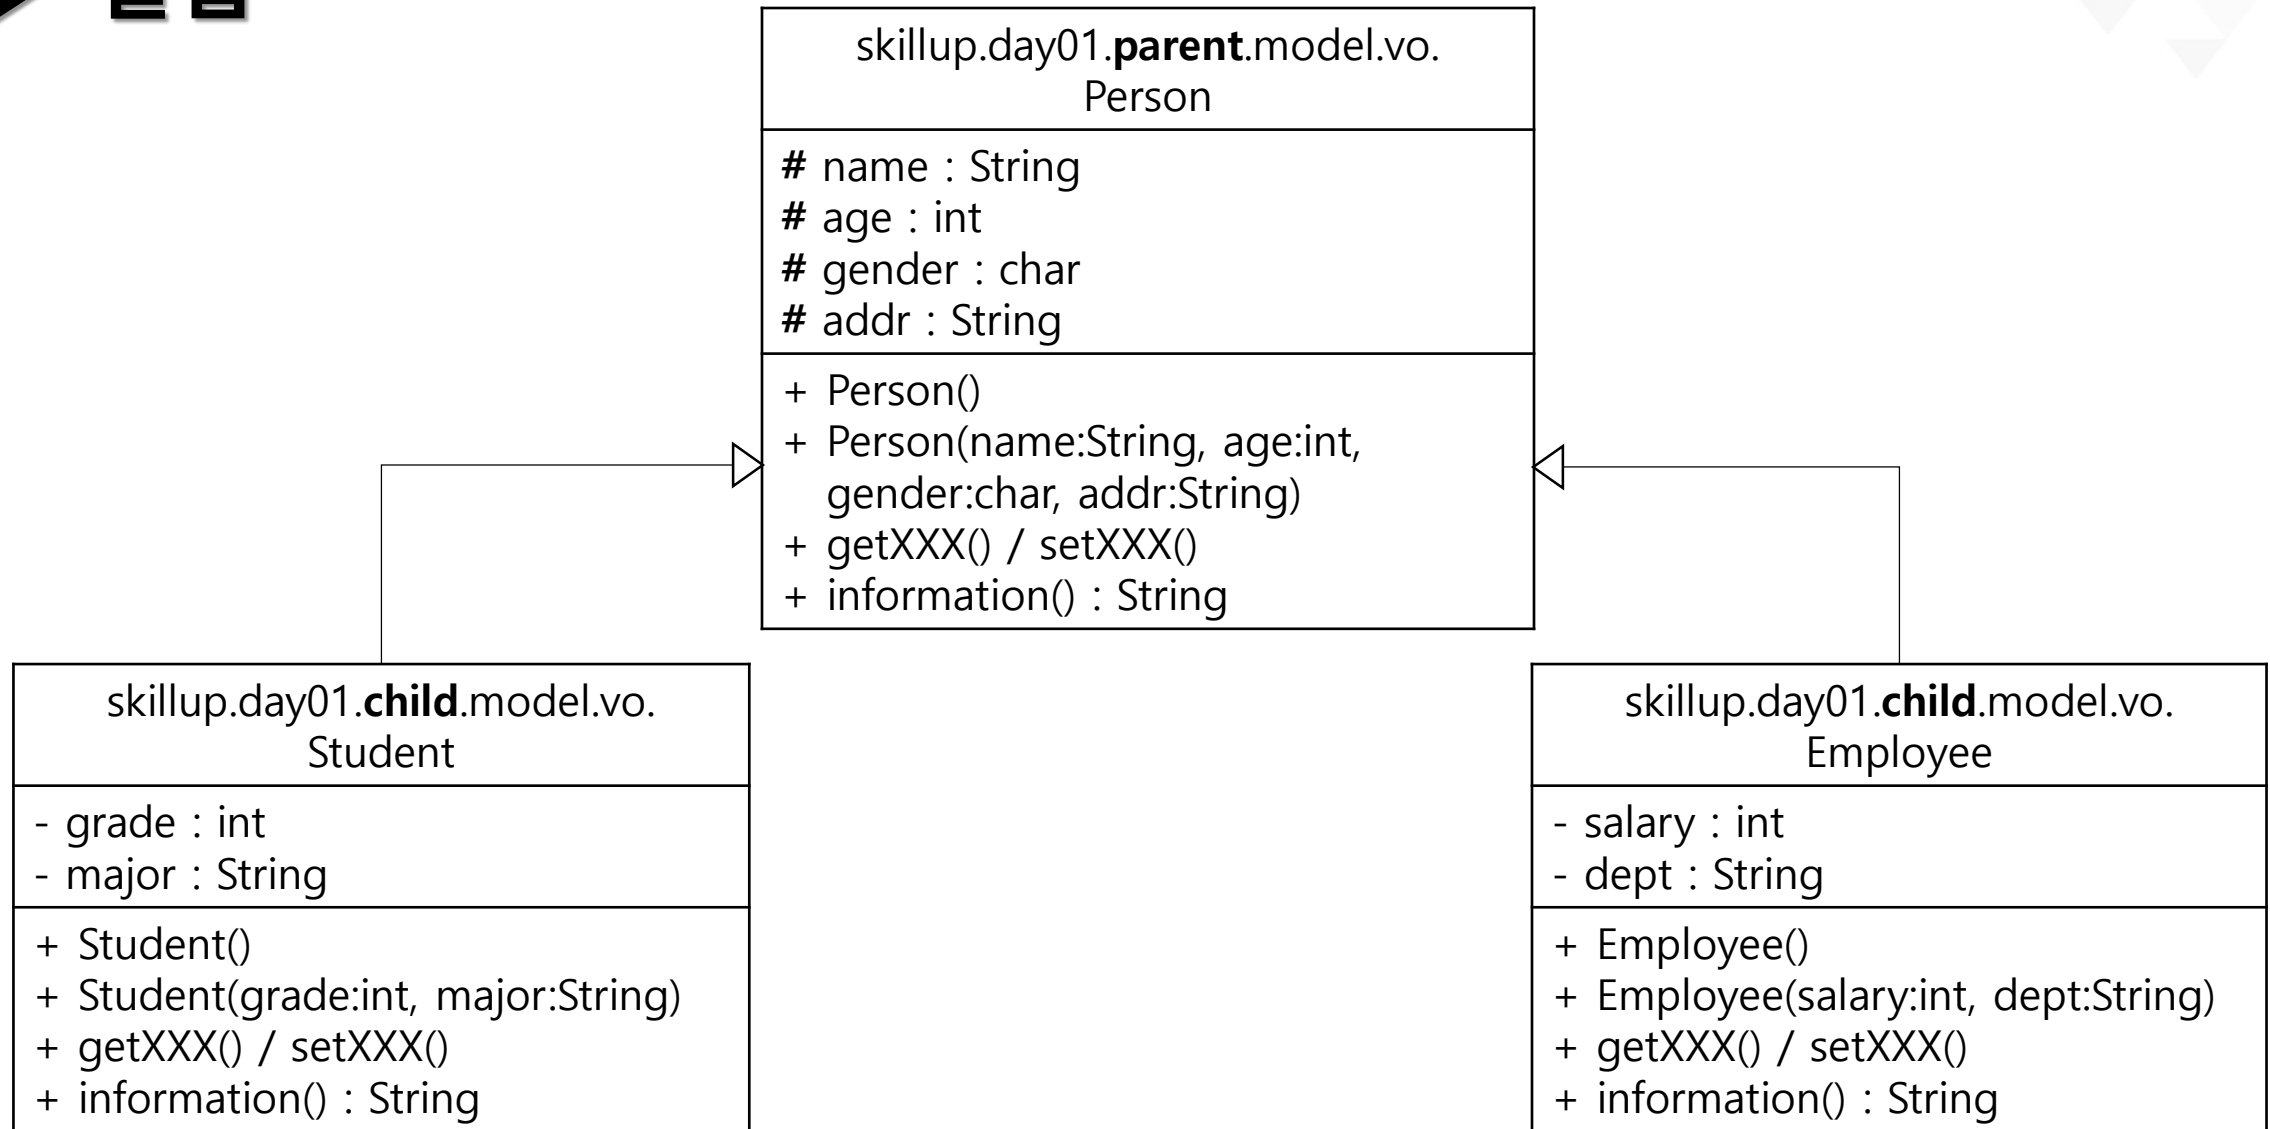 skillup.day01.parent.model.vo.
Person
# name : String
# age : int
# gender : char
# addr : String
+ Person()
+ Person(name:String, age:int,
gender:char, addr:String)
+ getXXX() / setXXX()
+ information() : String
skillup.day01.child.model.vo.
Student
- grade : int
- major : String
+ Student()
+ Student(grade:int, major:String)
+ getXXX() / setXXX()
+ information() : String
skillup.day01.child.model.vo.
Employee
- salary : int
- dept : String
+ Employee()
+ Employee(salary:int, dept:String)
+ getXXX() / setXXX()
+ information() : String